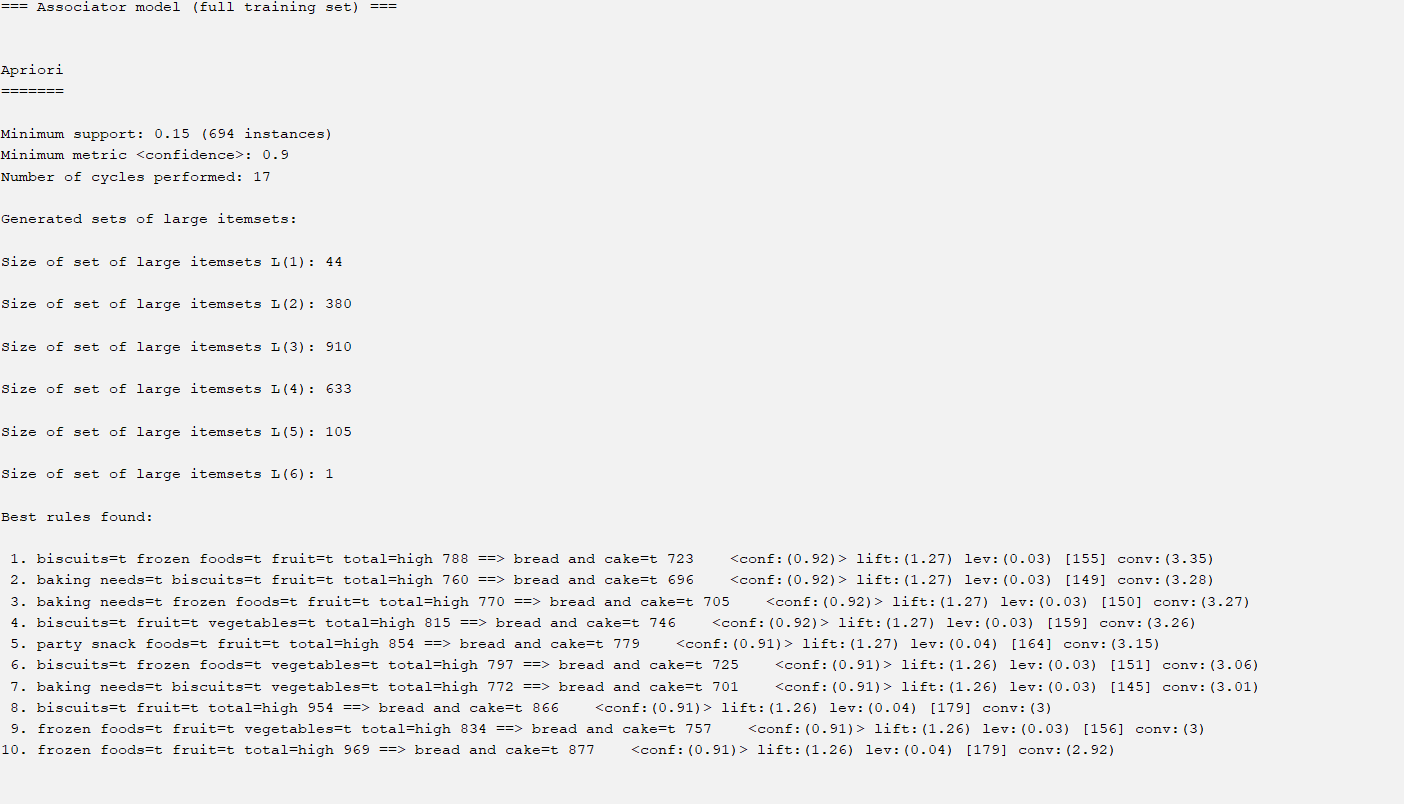 === Associator model (full training set) ===
Apriori
=======
Minimum support: 0.15 (694 instances)
Minimum metric <confidence>: 0.9
Number of cycles performed: 17
Generated sets of large itemsets:
Size of set of large itemsets L(1): 44
Size of set of large itemsets L(2): 380
Size of set of large itemsets L(3): 910
Size of set of large itemsets L(4): 633
Size of set of large itemsets L(5): 105
Size of set of large itemsets L(6): 1
Best rules found:
1. biscuits=t frozen foods=t fruit=t total=high 788 ==> bread and cake=t 723    <conf:(0.92)> lift:(1.27) lev:(0.03) [155] conv:(3.35)
2. baking needs=t biscuits=t fruit=t total=high 760 ==> bread and cake=t 696    <conf:(0.92)> lift:(1.27) lev:(0.03) [149] conv:(3.28)
3. baking needs=t frozen foods=t fruit=t total=high 770 ==> bread and cake=t 705    <conf:(0.92)> lift:(1.27) lev:(0.03) [150] conv:(3.27)
4. biscuits=t fruit=t vegetables=t total=high 815 ==> bread and cake=t 746    <conf:(0.92)> lift:(1.27) lev:(0.03) [159] conv:(3.26)
5. party snack foods=t fruit=t total=high 854 ==> bread and cake=t 779    <conf:(0.91)> lift:(1.27) lev:(0.04) [164] conv:(3.15)
6. biscuits=t frozen foods=t vegetables=t total=high 797 ==> bread and cake=t 725    <conf:(0.91)> lift:(1.26) lev:(0.03) [151] conv:(3.06)
7. baking needs=t biscuits=t vegetables=t total=high 772 ==> bread and cake=t 701    <conf:(0.91)> lift:(1.26) lev:(0.03) [145] conv:(3.01)
8. biscuits=t fruit=t total=high 954 ==> bread and cake=t 866    <conf:(0.91)> lift:(1.26) lev:(0.04) [179] conv:(3)
9. frozen foods=t fruit=t vegetables=t total=high 834 ==> bread and cake=t 757    <conf:(0.91)> lift:(1.26) lev:(0.03) [156] conv:(3)
10. frozen foods=t fruit=t total=high 969 ==> bread and cake=t 877    <conf:(0.91)> lift:(1.26) lev:(0.04) [179] conv:(2.92)